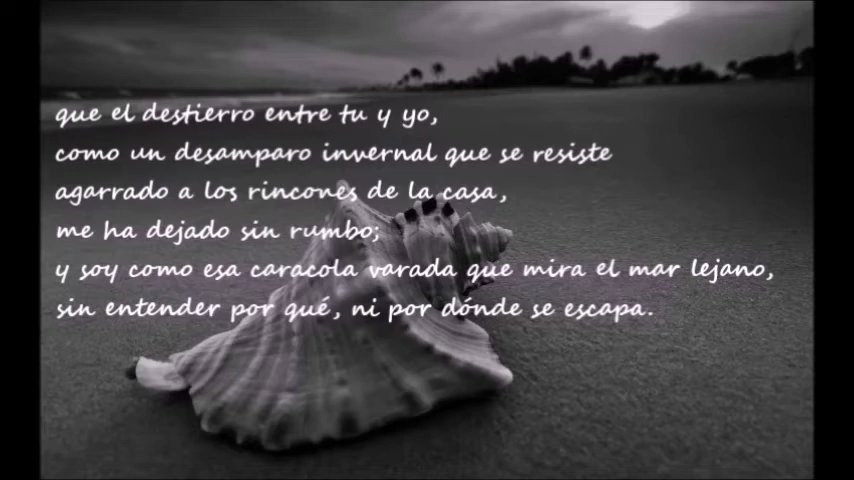 que el destierro entre tu y yo,
como un desamparo invernal que se resiste
agarrado a los rincones de la casa,
me ha dejado sin rumbo;
y soy como esa caracola varada que mira el mar lejano,
sin entender por qué, ni por dónde se escapa.